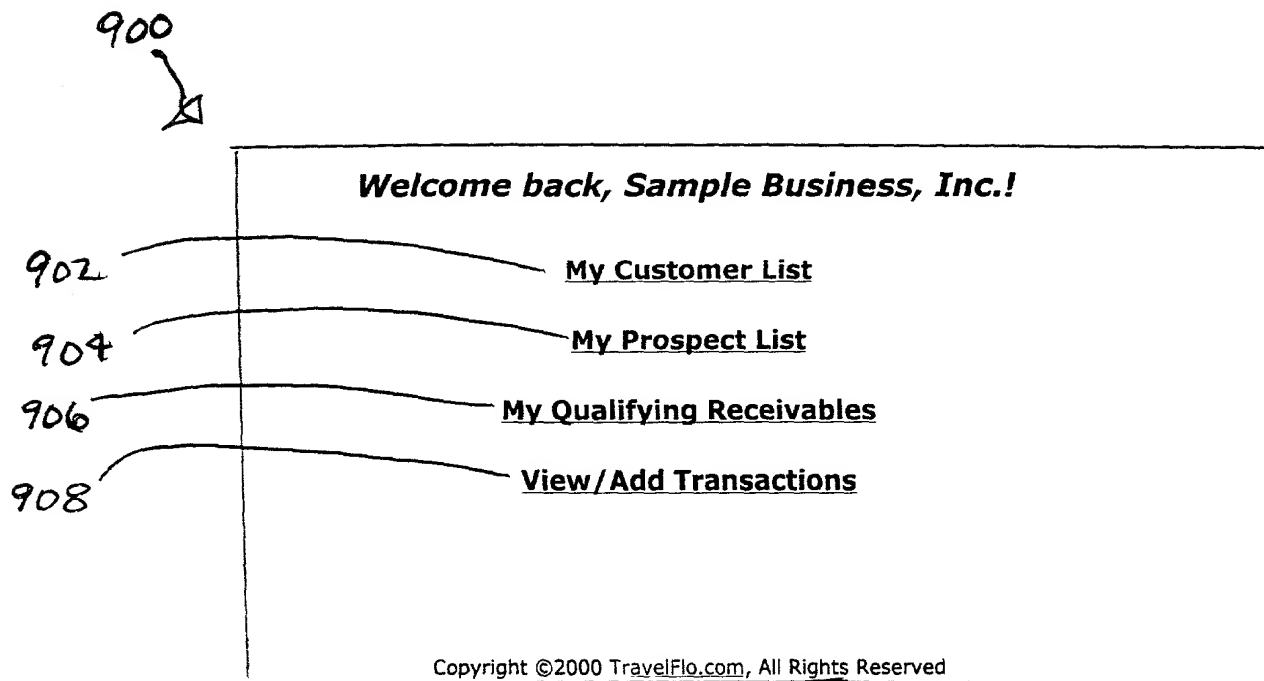 900
Welcome back, Sample Business, Inc.!
902 My Customer List
904 My Prospect List
906 My Qualifying Receivables
908 View/Add Transactions
Copyright ©2000 TravelFlo.com, All Rights Reserved